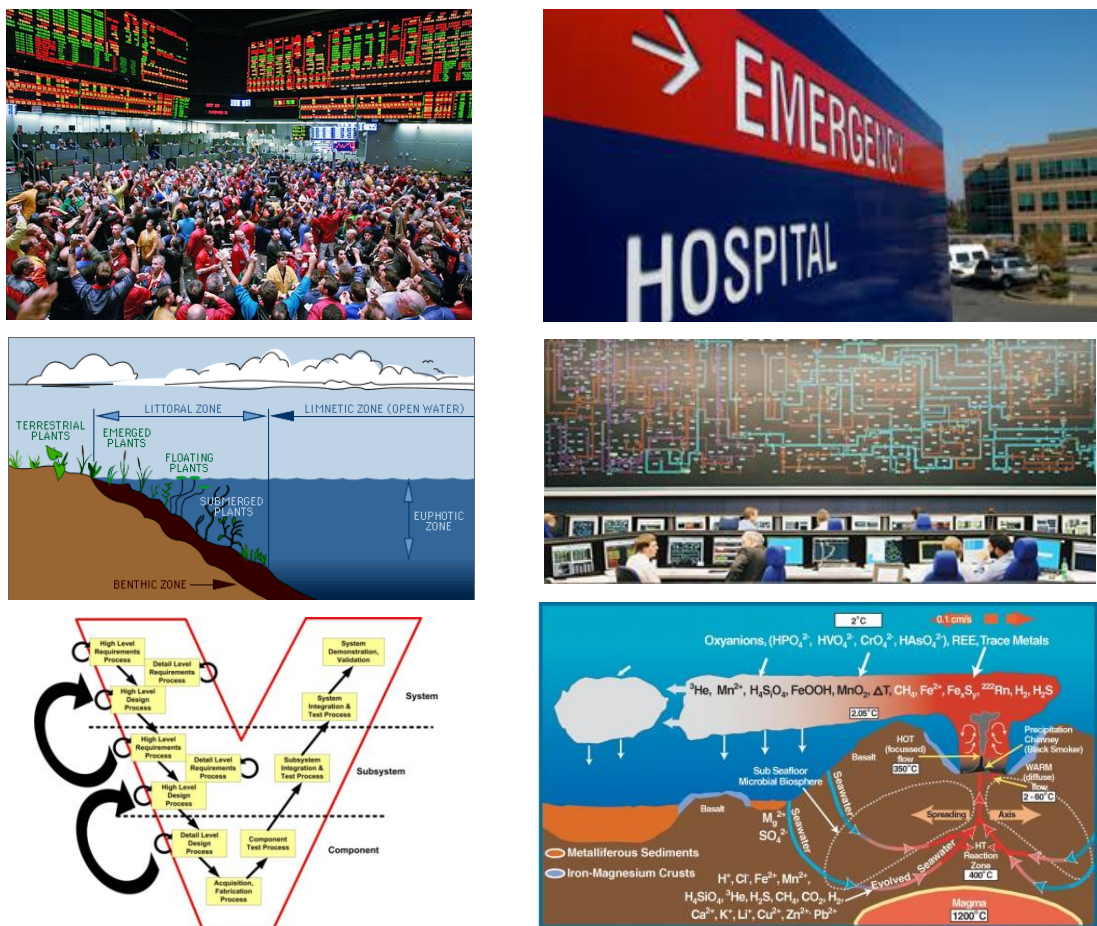 EMERGENCY
HOSPITAL
LITTORAL ZONE
LIMNETIC ZONE (OPEN WATER)
TERRESTRIAL
PLANTS
EMERGED
PLANTS
FLOATING
PLANTS
SUBMERGED
PLANTS
EUPHOTIC
ZONE
BENTHIC ZONE
High Level
Requirements
Process
Detail Level
Requirements
Process
High Level
Design
Process
High Level
Requirements
Process
Detail Level
Requirements
Process
High Level
Design
Process
Detail Level
Design
Process
Acquisition,
Fabrication
Process
Component
Test Process
Subsystem
Integration
& Test Process
System
Integration &
Test Process
System
Demonstration,
Validation
System
Subsystem
Component
2°C
0.1 cm/s
Oxyanions, (HPO₄²⁻, HVO₄²⁻, CrO₄²⁻, HAsO₄²⁻), REE, Trace Metals
³He, Mn²⁺, H₄SiO₄, FeOOH, MnO₂, ΔT, CH₄, Fe²⁺, FeₓSᵧ, ²²²Rn, H₂, H₂S
2.05°C
HOT
(focussed)
flow
350°C
Precipitation
Chimney
(Black Smoker)
WARM
(diffuse)
flow
2 - 60°C
Basalt
Sub Seafloor
Microbial Biosphere
Seawater
Basalt
Seawater
Mg²⁺
SO₄²⁻
Spreading
Axis
HT
Reaction
Zone
400°C
Evolved Seawater
Metalliferous Sediments
Iron-Magnesium Crusts
H⁺, Cl⁻, Fe²⁺, Mn²⁺,
H₄SiO₄, ³He, H₂S, CH₄, CO₂, H₂,
Ca²⁺, K⁺, Li⁺, Cu²⁺, Zn²⁺, Pb²⁺
Magma
1200°C